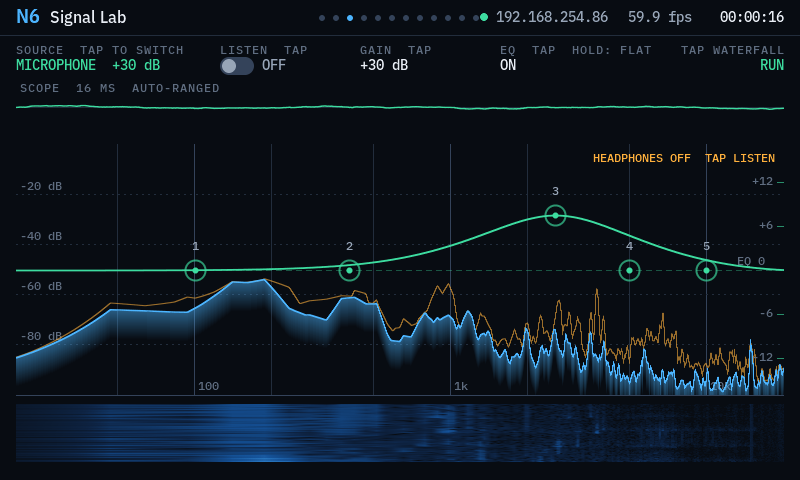 N6 Signal Lab 192.168.254.86 59.9 fps 00:00:16
SOURCE TAP TO SWITCH LISTEN TAP GAIN TAP EQ TAP HOLD: FLAT TAP WATERFALL
MICROPHONE +30 dB OFF +30 dB ON RUN
SCOPE 16 MS AUTO-RANGED
HEADPHONES OFF TAP LISTEN
-20 dB +12
3
+6
-40 dB 1 2 4 5
EQ 0
-60 dB
-6
-80 dB
-12
100 1k